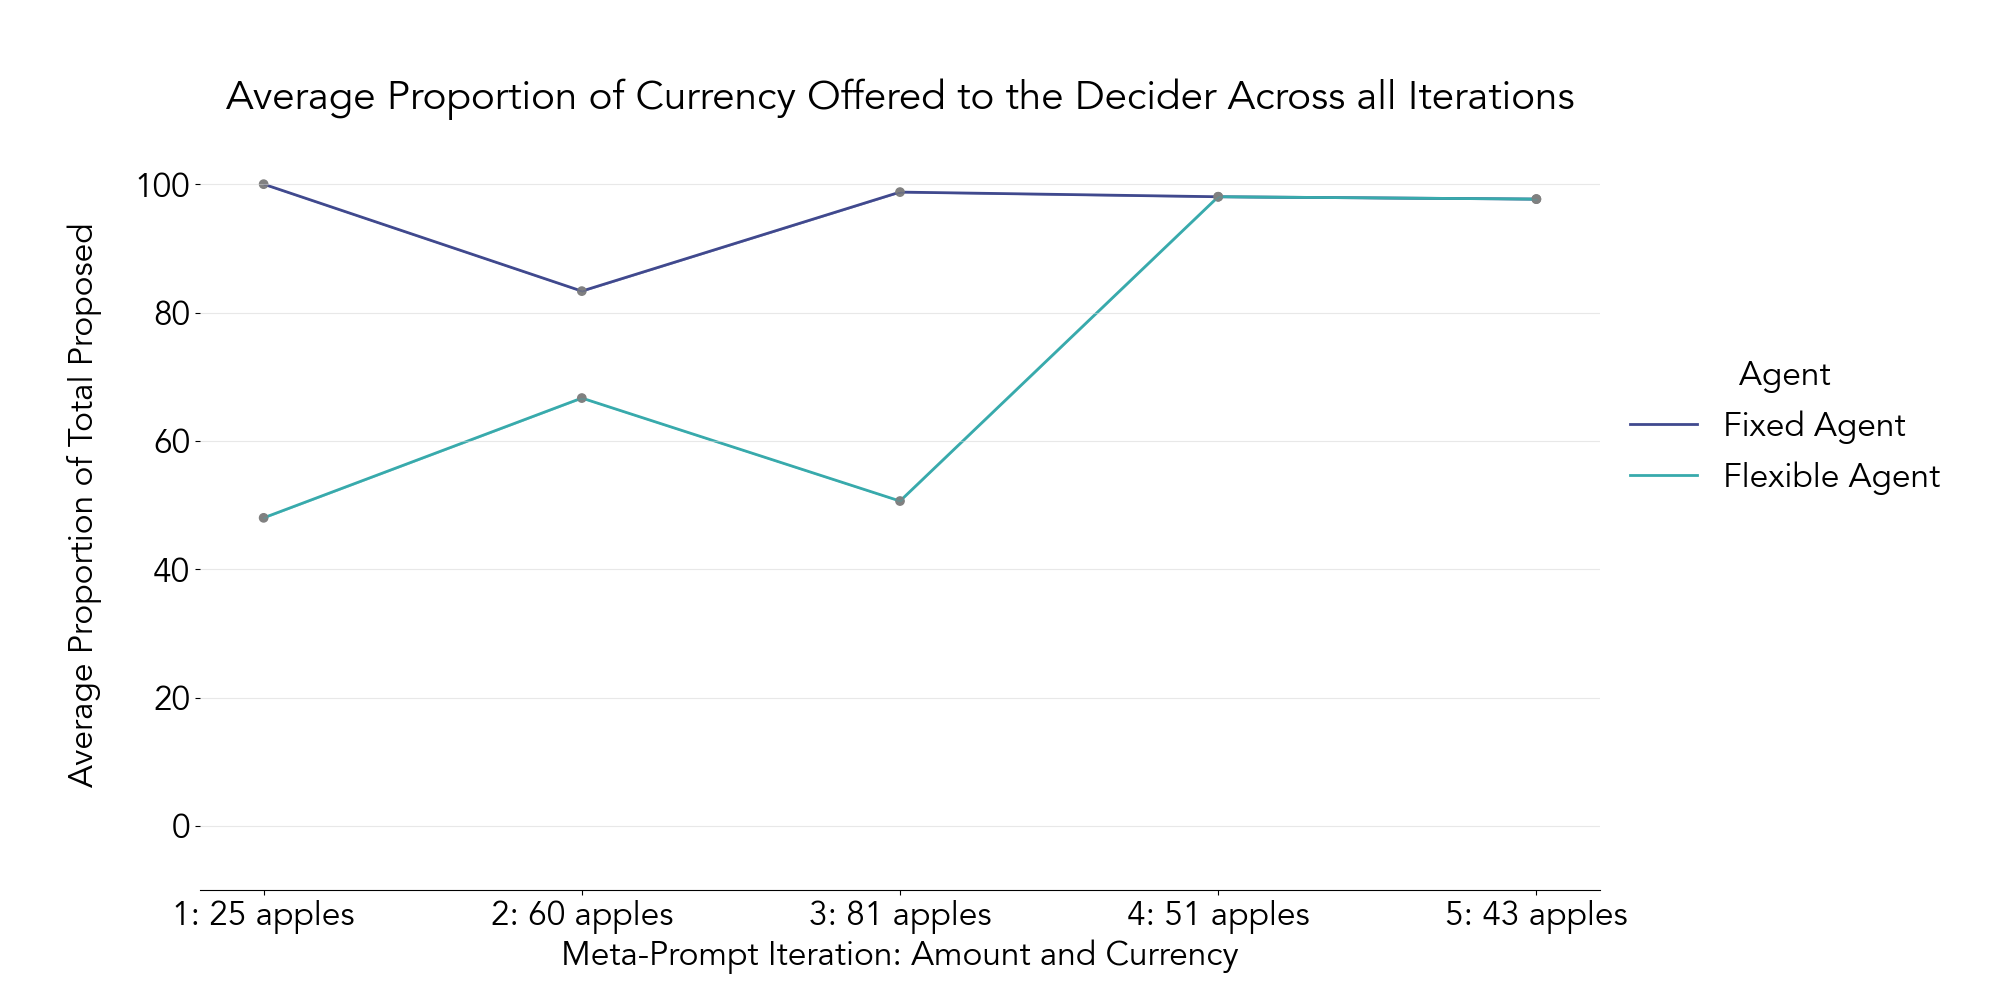 Average Proportion of Currency Offered to the Decider Across all Iterations
Average Proportion of Total Proposed
100
80
60
40
20
0
1: 25 apples
2: 60 apples
3: 81 apples
4: 51 apples
5: 43 apples
Meta-Prompt Iteration: Amount and Currency
Agent
Fixed Agent
Flexible Agent